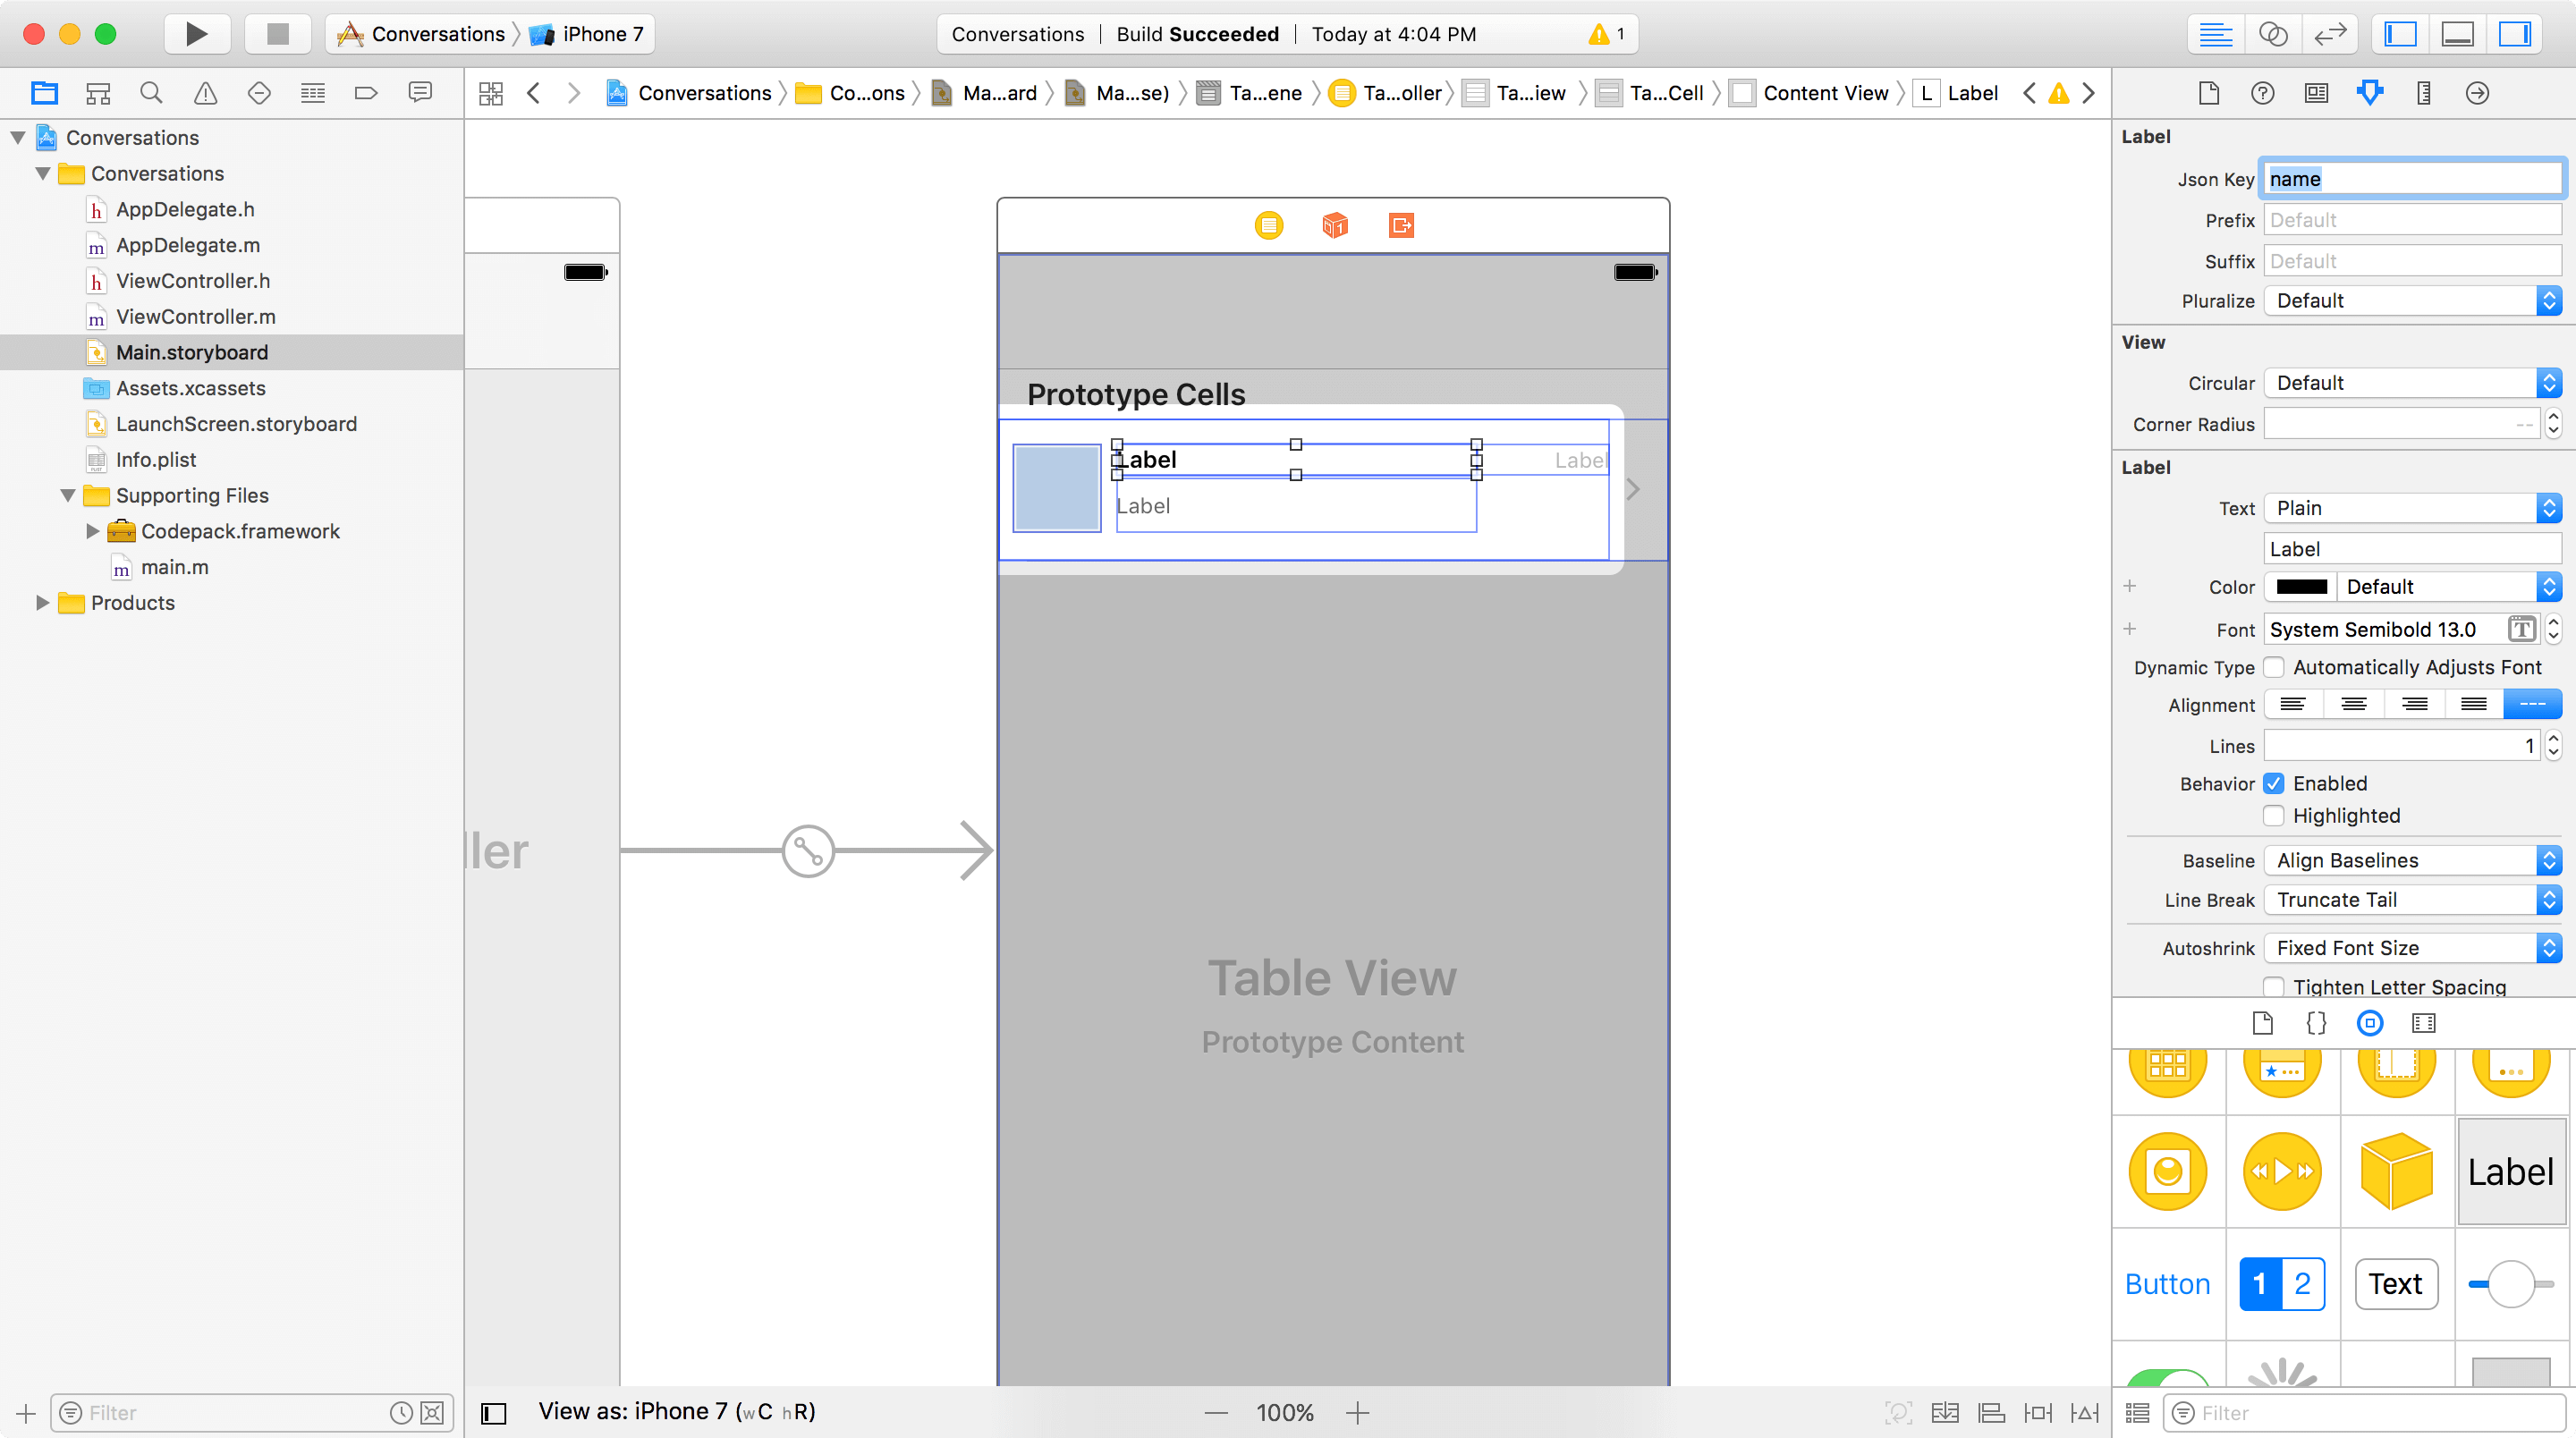 Conversations iPhone 7
Conversations | Build Succeeded | Today at 4:04 PM 1
Conversations Co...ons Ma...ard Ma...se) Ta...ene Ta...oller Ta...iew Ta...Cell Content View L Label
Conversations
Conversations
h AppDelegate.h
m AppDelegate.m
h ViewController.h
m ViewController.m
Main.storyboard
Assets.xcassets
LaunchScreen.storyboard
Info.plist
Supporting Files
Codepack.framework
m main.m
Products
Filter
ller
Prototype Cells
Label
Label
Label
Table View
Prototype Content
View as: iPhone 7 (wC hR)
100%
Label
Json Key name
Prefix Default
Suffix Default
Pluralize Default
View
Circular Default
Corner Radius --
Label
Text Plain
Label
Color Default
Font System Semibold 13.0 T
Dynamic Type Automatically Adjusts Font
Alignment ---
Lines 1
Behavior Enabled
Highlighted
Baseline Align Baselines
Line Break Truncate Tail
Autoshrink Fixed Font Size
Tighten Letter Spacing
{}
Label
Button 1 2 Text
Filter